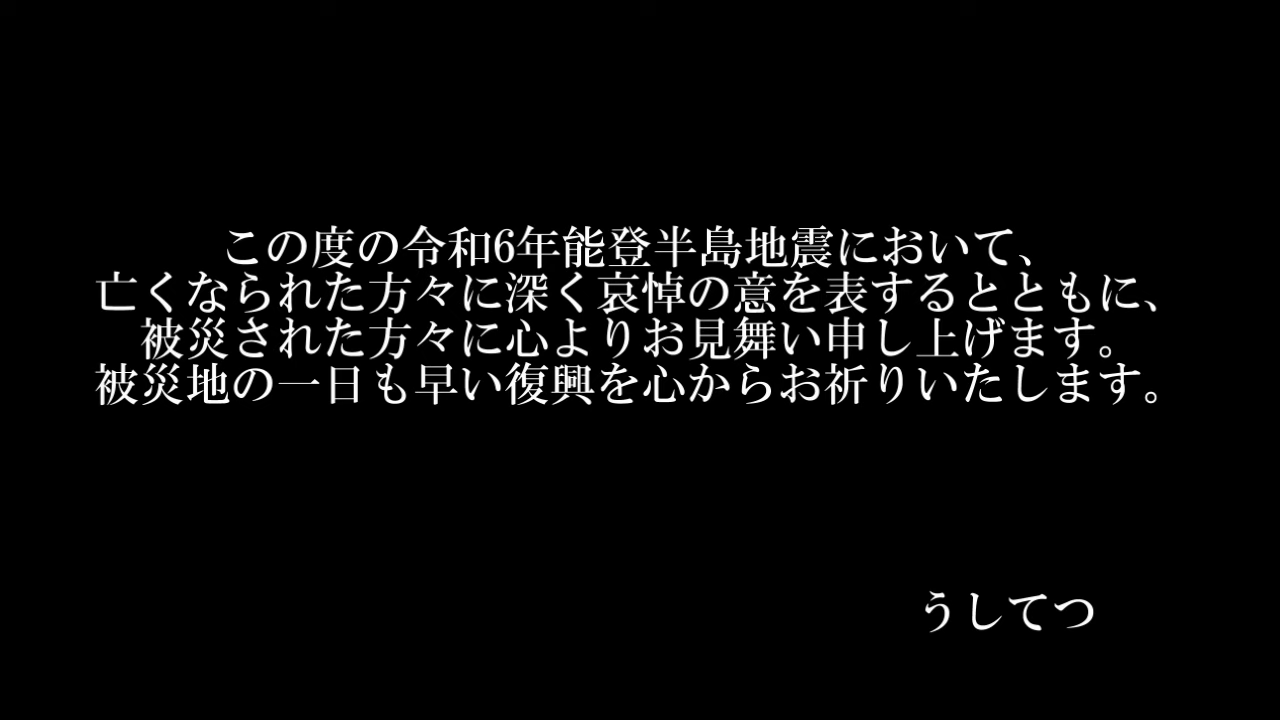 この度の令和6年能登半島地震において、
亡くなられた方々に深く哀悼の意を表するとともに、
被災された方々に心よりお見舞い申し上げます。
被災地の一日も早い復興を心からお祈りいたします。
うしてつ